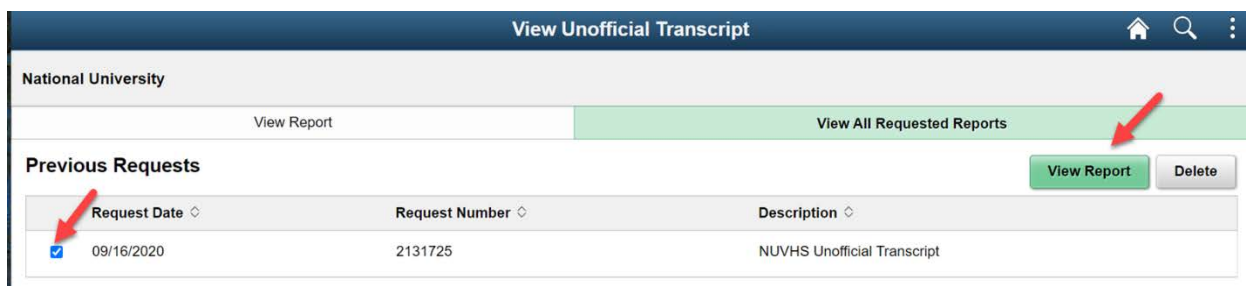 View Unofficial Transcript
National University
View Report
View All Requested Reports
Previous Requests
View Report
Delete
Request Date
Request Number
Description
09/16/2020
2131725
NUVHS Unofficial Transcript